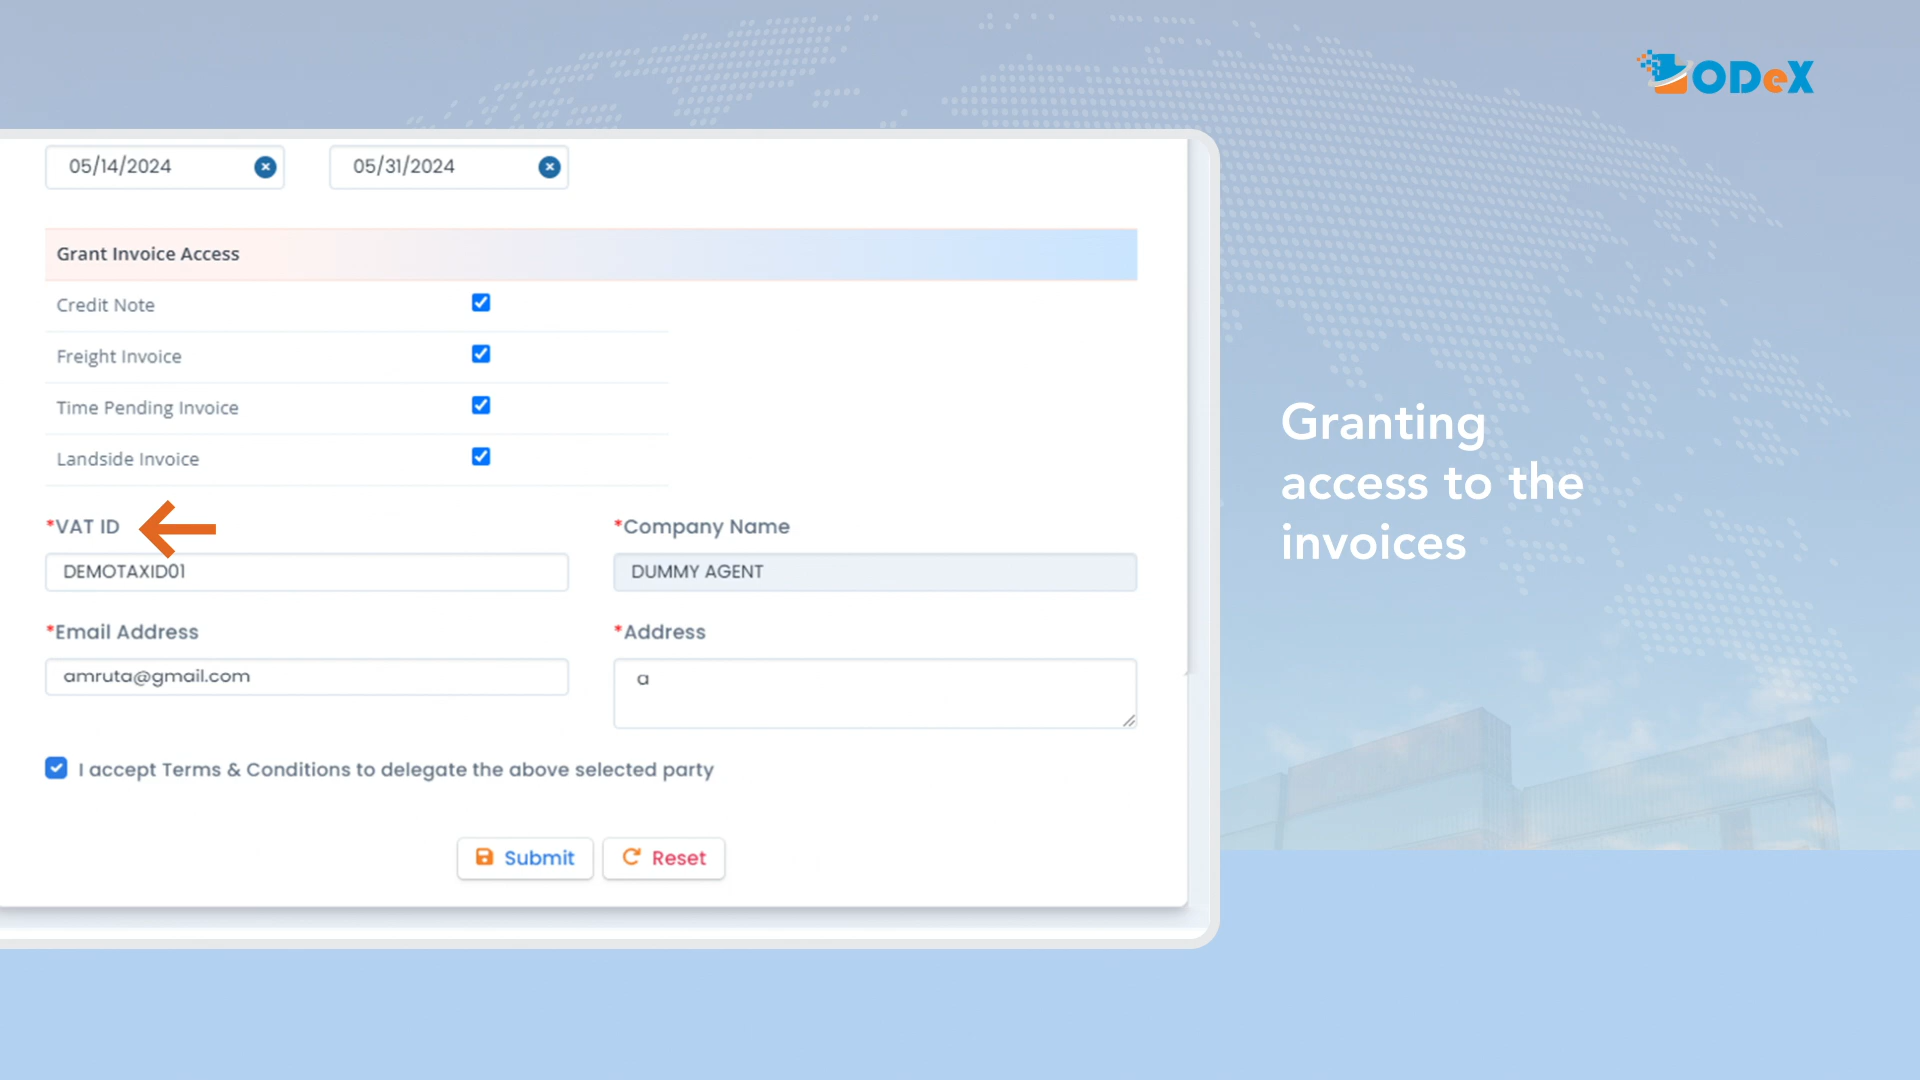 ODeX
05/14/2024
05/31/2024
Grant Invoice Access
Credit Note
Freight Invoice
Time Pending Invoice
Landside Invoice
*VAT ID
*Company Name
DEMOTAXID01
DUMMY AGENT
*Email Address
*Address
amruta@gmail.com
a
I accept Terms & Conditions to delegate the above selected party
Submit
Reset
Granting
access to the
invoices